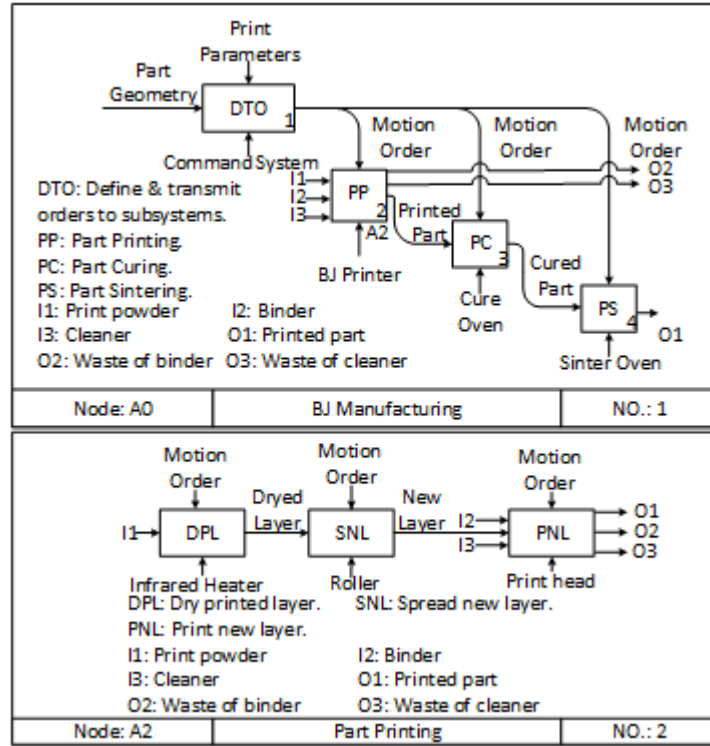 Print
Parameters
Part
Geometry
DTO
1
Command System
Motion
Order
Motion
Order
Motion
Order
I1
I2
I3
PP
2
A2
O2
O3
Printed
Part
BJ Printer
PC
3
Cure
Oven
Cured
Part
PS
4
O1
Sinter Oven
DTO: Define & transmit
orders to subsystems.
PP: Part Printing.
PC: Part Curing.
PS: Part Sintering.
I1: Print powder I2: Binder
I3: Cleaner O1: Printed part
O2: Waste of binder O3: Waste of cleaner
Node: A0 BJ Manufacturing NO.: 1
Motion
Order
Motion
Order
Motion
Order
I1
DPL
Dryed
Layer
SNL
New
Layer
I2
I3
PNL
O1
O2
O3
Infrared Heater Roller Print head
DPL: Dry printed layer. SNL: Spread new layer.
PNL: Print new layer.
I1: Print powder I2: Binder
I3: Cleaner O1: Printed part
O2: Waste of binder O3: Waste of cleaner
Node: A2 Part Printing NO.: 2